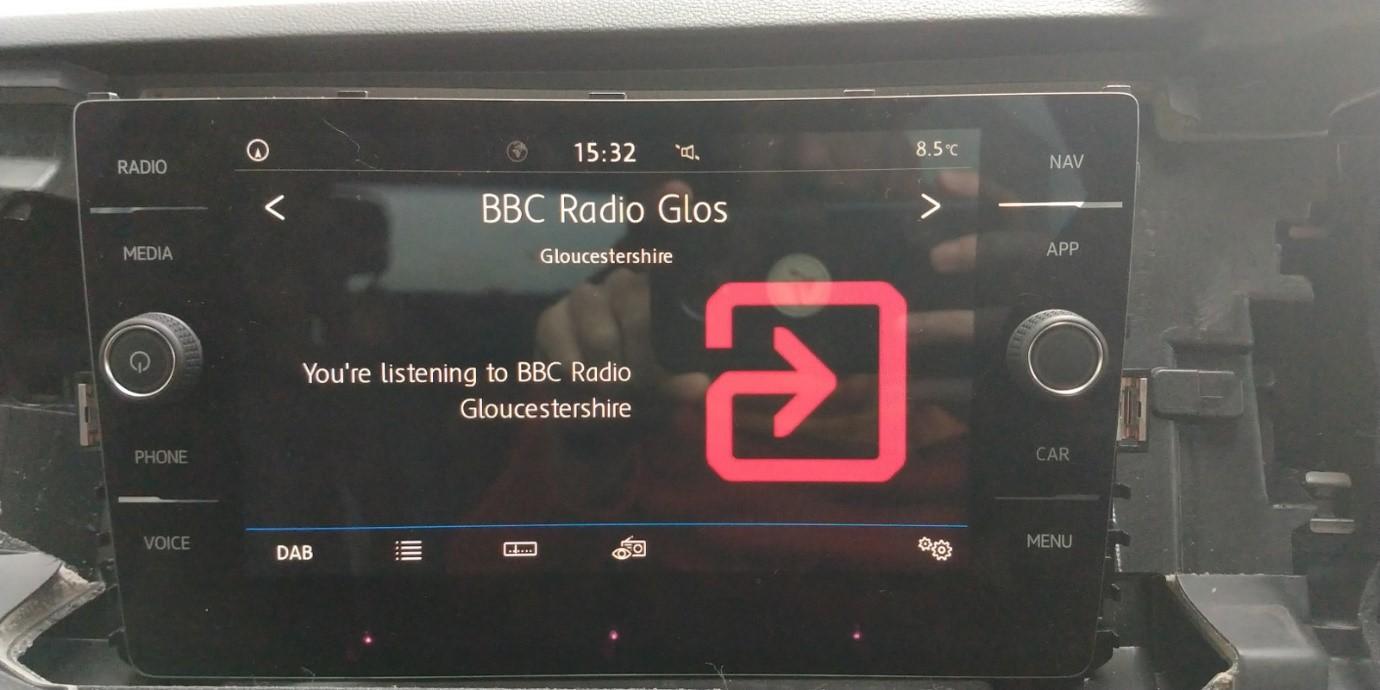 RADIO
MEDIA
PHONE
VOICE
15:32
8.5°C
BBC Radio Glos
Gloucestershire
You're listening to BBC Radio
Gloucestershire
DAB
NAV
APP
CAR
MENU